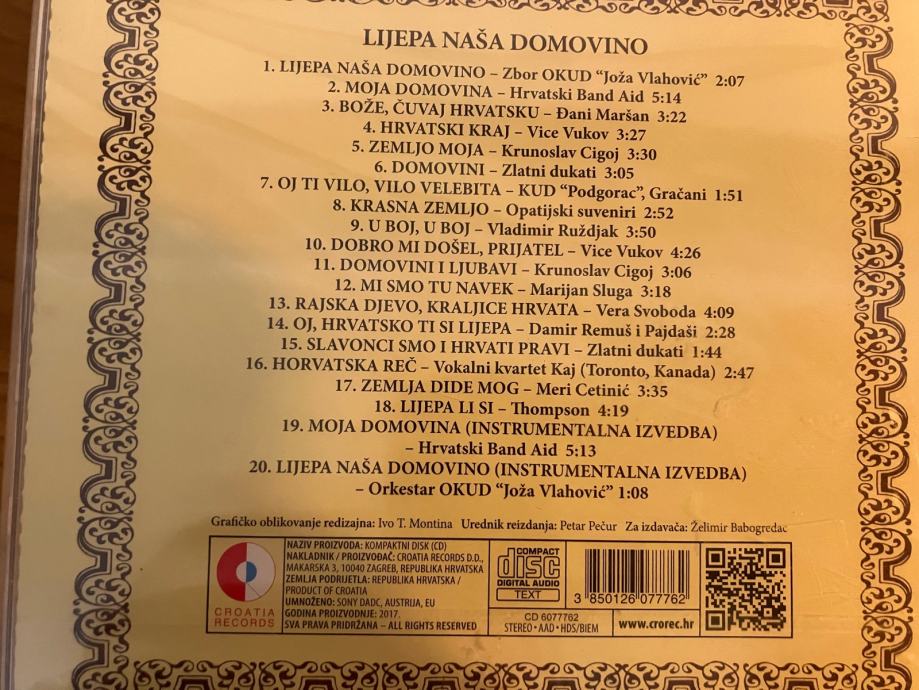 LIJEPA NAŠA DOMOVINO
1. LIJEPA NAŠA DOMOVINO – Zbor OKUD “Joža Vlahović” 2:07
2. MOJA DOMOVINA – Hrvatski Band Aid 5:14
3. BOŽE, ČUVAJ HRVATSKU – Đani Maršan 3:22
4. HRVATSKI KRAJ – Vice Vukov 3:27
5. ZEMLJO MOJA – Krunoslav Cigoj 3:30
6. DOMOVINI – Zlatni dukati 3:05
7. OJ TI VILO, VILO VELEBITA – KUD “Podgorac”, Gračani 1:51
8. KRASNA ZEMLJO – Opatijski suveniri 2:52
9. U BOJ, U BOJ – Vladimir Ruždjak 3:50
10. DOBRO MI DOŠEL, PRIJATEL – Vice Vukov 4:26
11. DOMOVINI I LJUBAVI – Krunoslav Cigoj 3:06
12. MI SMO TU NAVEK – Marijan Sluga 3:18
13. RAJSKA DJEVO, KRALJICE HRVATA – Vera Svoboda 4:09
14. OJ, HRVATSKO TI SI LIJEPA – Damir Remuš i Pajdaši 2:28
15. SLAVONCI SMO I HRVATI PRAVI – Zlatni dukati 1:44
16. HORVATSKA REČ – Vokalni kvartet Kaj (Toronto, Kanada) 2:47
17. ZEMLJA DIDE MOG – Meri Cetinić 3:35
18. LIJEPA LI SI – Thompson 4:19
19. MOJA DOMOVINA (INSTRUMENTALNA IZVEDBA)
– Hrvatski Band Aid 5:13
20. LIJEPA NAŠA DOMOVINO (INSTRUMENTALNA IZVEDBA)
– Orkestar OKUD “Joža Vlahović” 1:08
Grafičko oblikovanje redizajna: Ivo T. Montina Urednik reizdanja: Petar Pečur Za izdavača: Želimir Babogredac
CROATIA RECORDS
NAZIV PROIZVODA: KOMPAKTNI DISK (CD)
NAKLADNIK / PROIZVOĐAČ: CROATIA RECORDS D.D.,
MAKARSKA 3, 10040 ZAGREB, REPUBLIKA HRVATSKA
ZEMLJA PODRIJETLA: REPUBLIKA HRVATSKA /
PRODUCT OF CROATIA
UMNOŽENO: SONY DADC, AUSTRIJA, EU
GODINA PROIZVODNJE: 2017.
SVA PRAVA PRIDRŽANA – ALL RIGHTS RESERVED
COMPACT
disc
DIGITAL AUDIO
TEXT
3 850126 077762
CD 6077762
STEREO • AAD • HDS/BIEM
www.crorec.hr